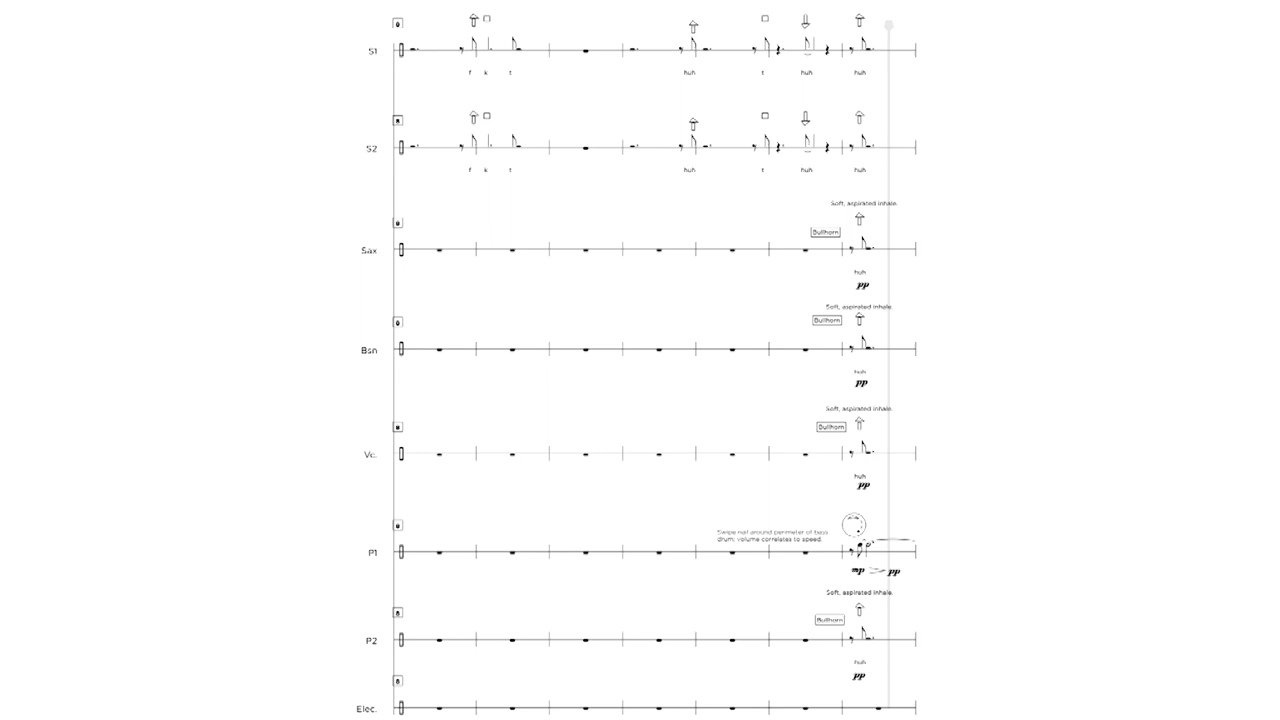 S1
f k t huh t huh huh
S2
f k t huh t huh huh
Soft, aspirated inhale.
Bullhorn
Sax
huh
pp
Soft, aspirated inhale.
Bullhorn
Bsn
huh
pp
Soft, aspirated inhale.
Bullhorn
Vc.
huh
pp
Swipe nail around perimeter of bass
drum; volume correlates to speed.
P1
mp pp
Soft, aspirated inhale.
Bullhorn
P2
huh
pp
Elec.